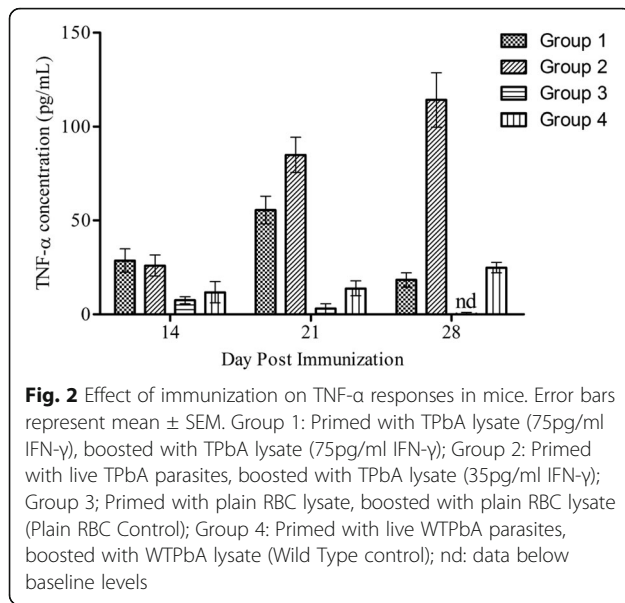 150
100
50
0
TNF-α concentration (pg/mL)
Group 1
Group 2
Group 3
Group 4
nd
14 21 28
Day Post Immunization
Fig. 2 Effect of immunization on TNF-α responses in mice. Error bars
represent mean ± SEM. Group 1: Primed with TPbA lysate (75pg/ml
IFN-γ), boosted with TPbA lysate (75pg/ml IFN-γ); Group 2: Primed
with live TPbA parasites, boosted with TPbA lysate (35pg/ml IFN-γ);
Group 3; Primed with plain RBC lysate, boosted with plain RBC lysate
(Plain RBC Control); Group 4: Primed with live WTPbA parasites,
boosted with WTPbA lysate (Wild Type control); nd: data below
baseline levels